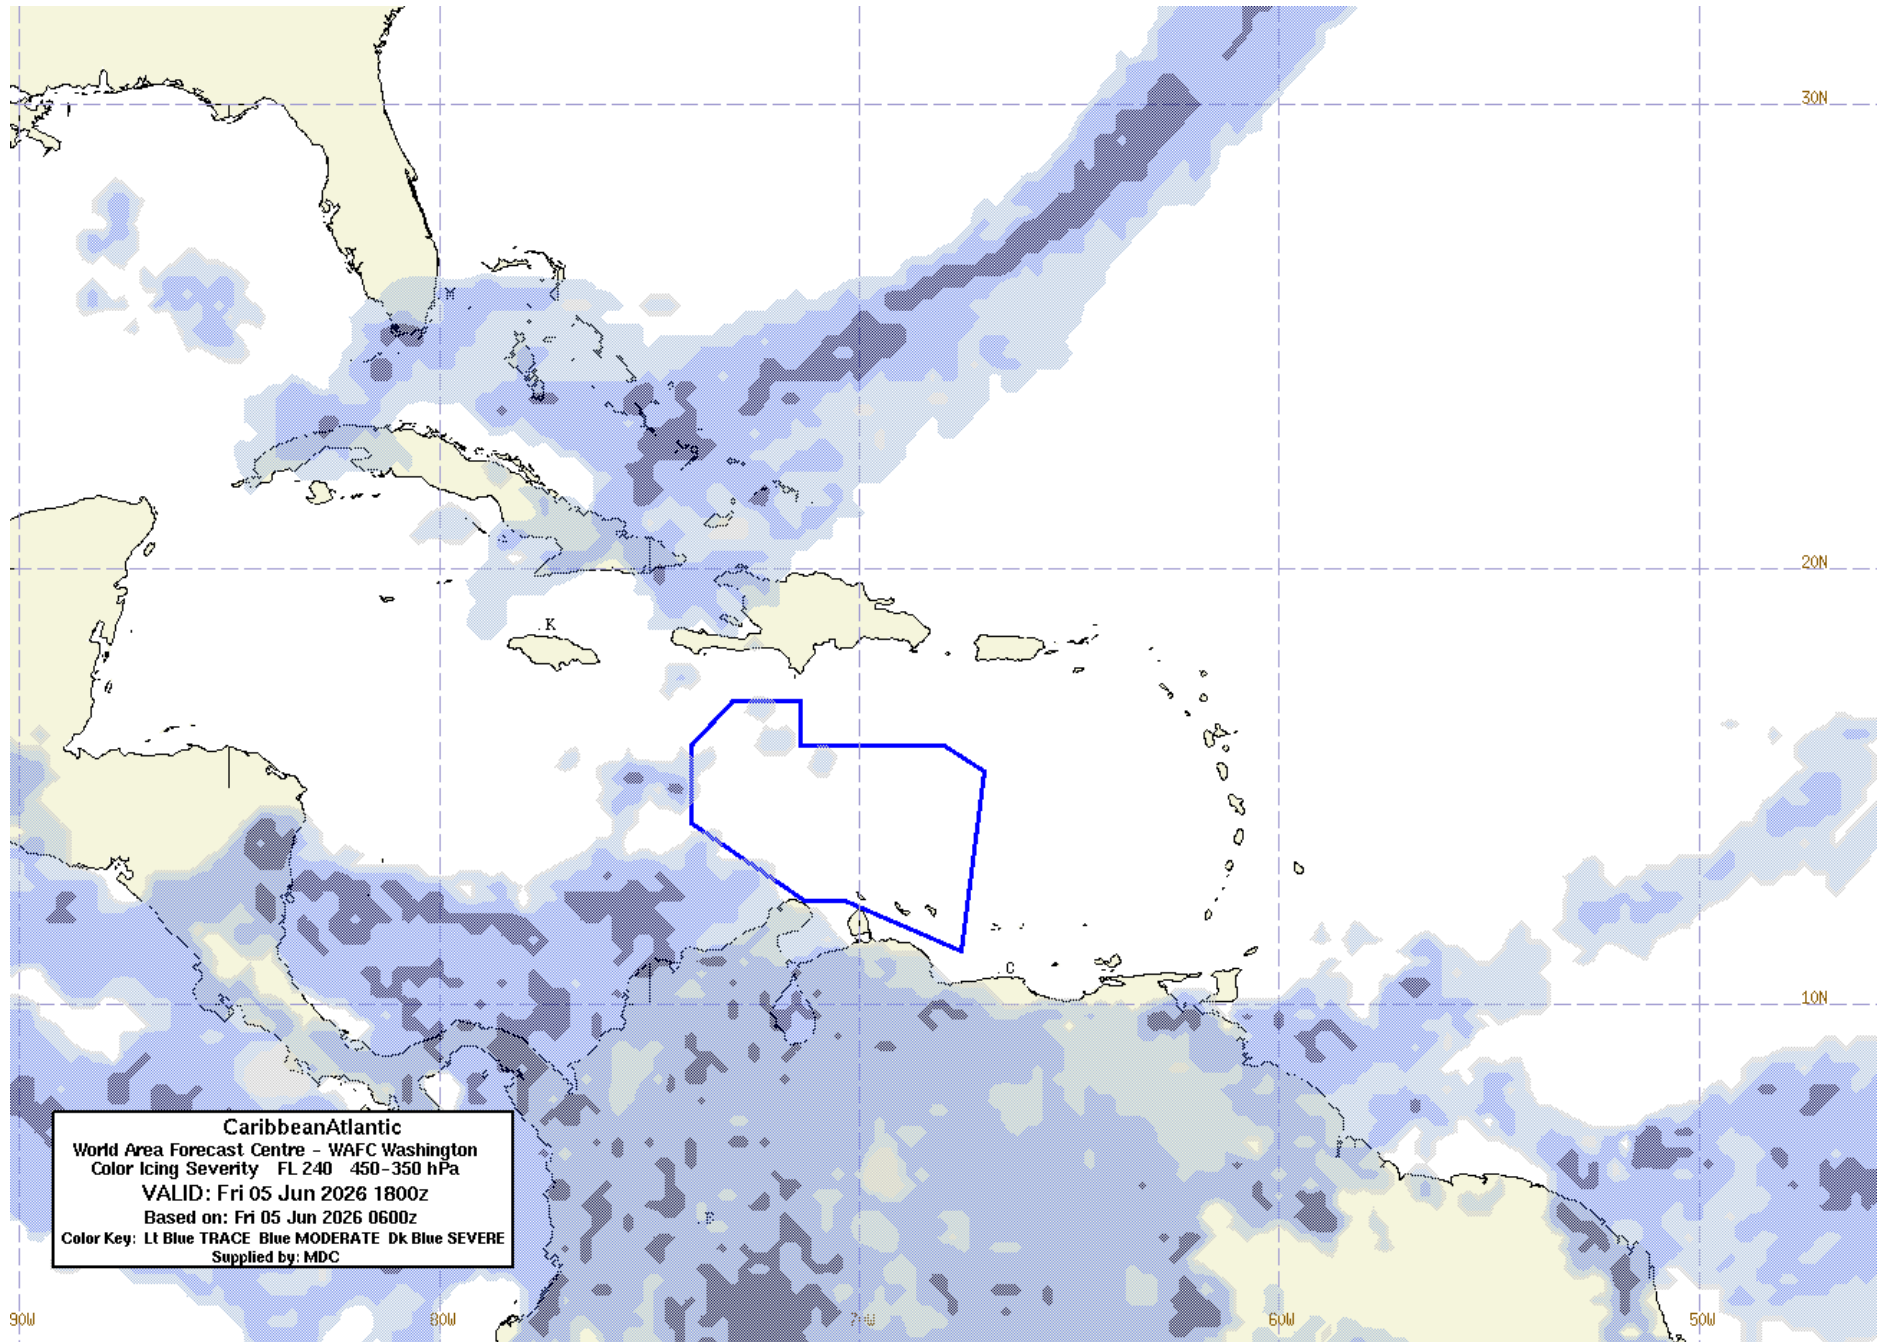 30N
M
20N
K
C
10N
CaribbeanAtlantic
World Area Forecast Centre - WAFC Washington
Color Icing Severity FL 240 450-350 hPa
VALID: Fri 05 Jun 2026 1800z
Based on: Fri 05 Jun 2026 0600z
Color Key: Lt Blue TRACE Blue MODERATE Dk Blue SEVERE
Supplied by: MDC
90W
80W
70W
60W
50W